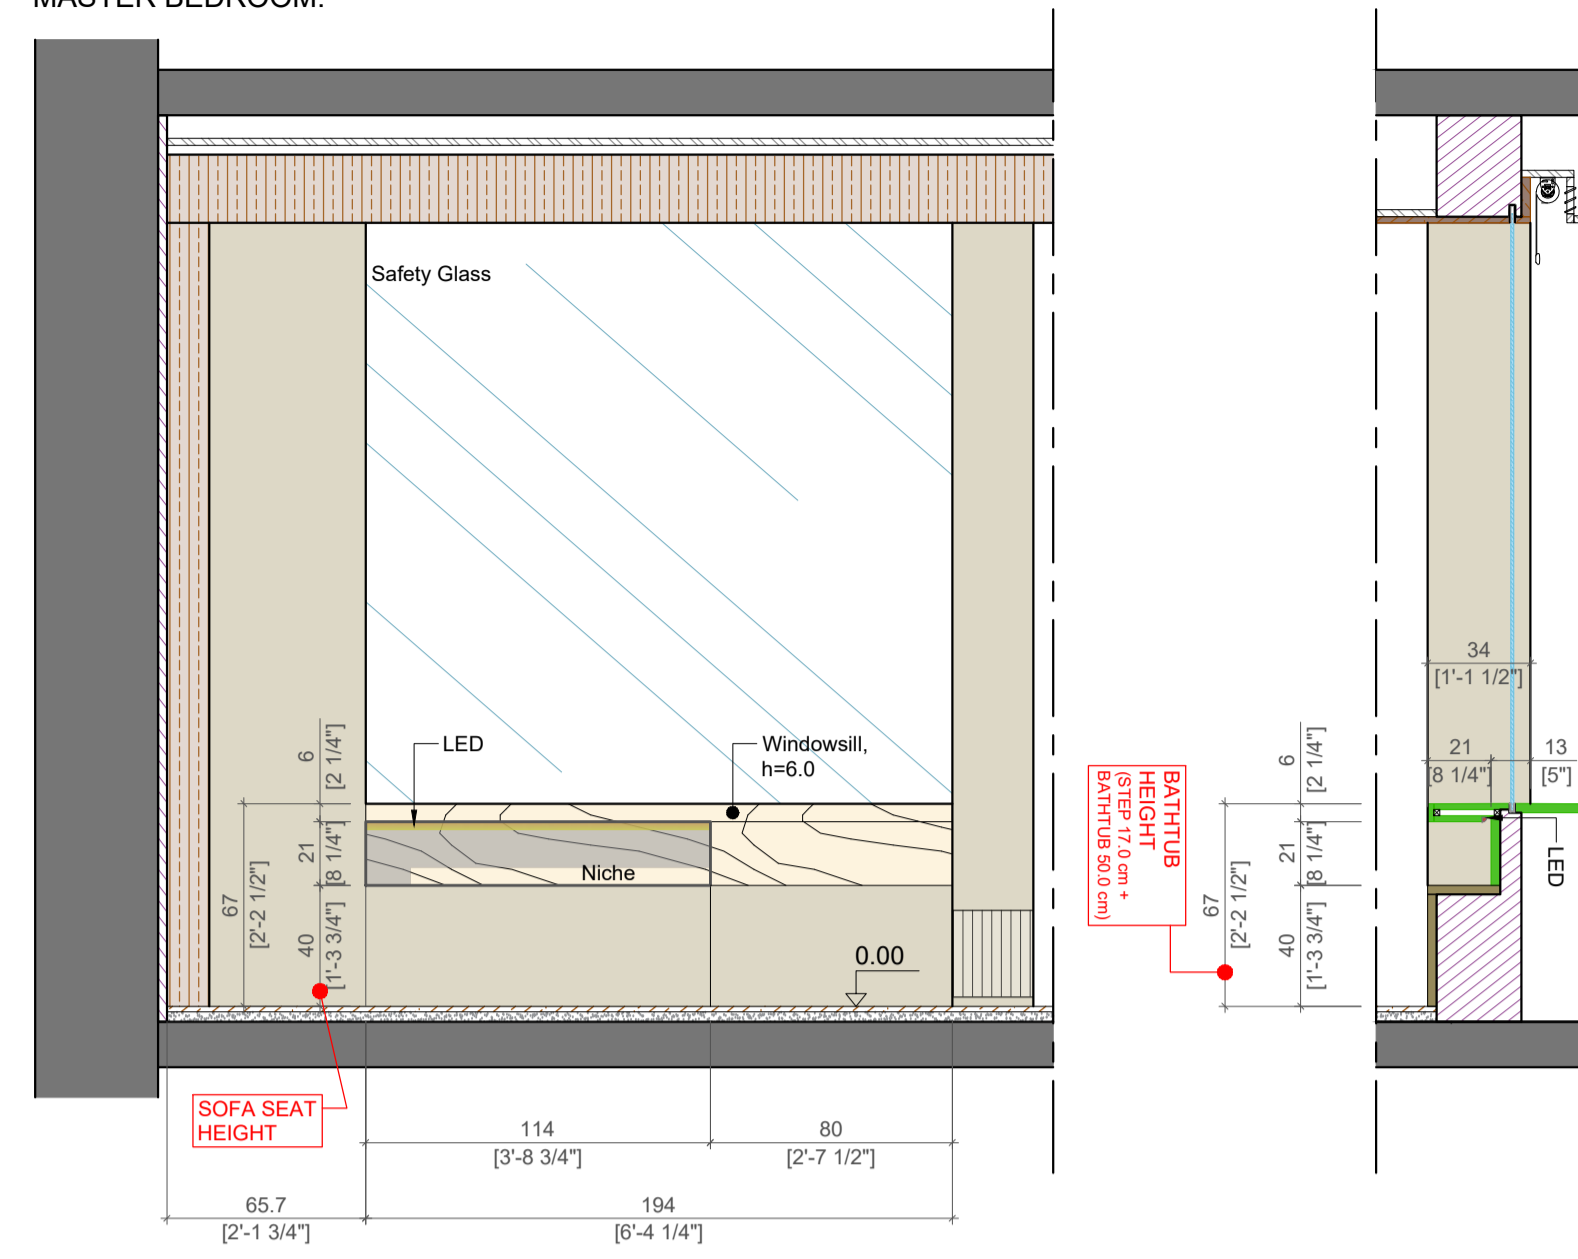 MASTER BEDROOM.
Safety Glass
LED
Windowsill,
h=6.0
Niche
0.00
6
[2 1/4"]
21
[8 1/4"]
40
[1'-3 3/4"]
67
[2'-2 1/2"]
SOFA SEAT
HEIGHT
114
[3'-8 3/4"]
80
[2'-7 1/2"]
65.7
[2'-1 3/4"]
194
[6'-4 1/4"]
BATHTUB
HEIGHT
(STEP 17.0 cm +
BATHTUB 50.0 cm)
67
[2'-2 1/2"]
6
[2 1/4"]
21
[8 1/4"]
40
[1'-3 3/4"]
34
[1'-1 1/2"]
21
[8 1/4"]
13
[5"]
LED